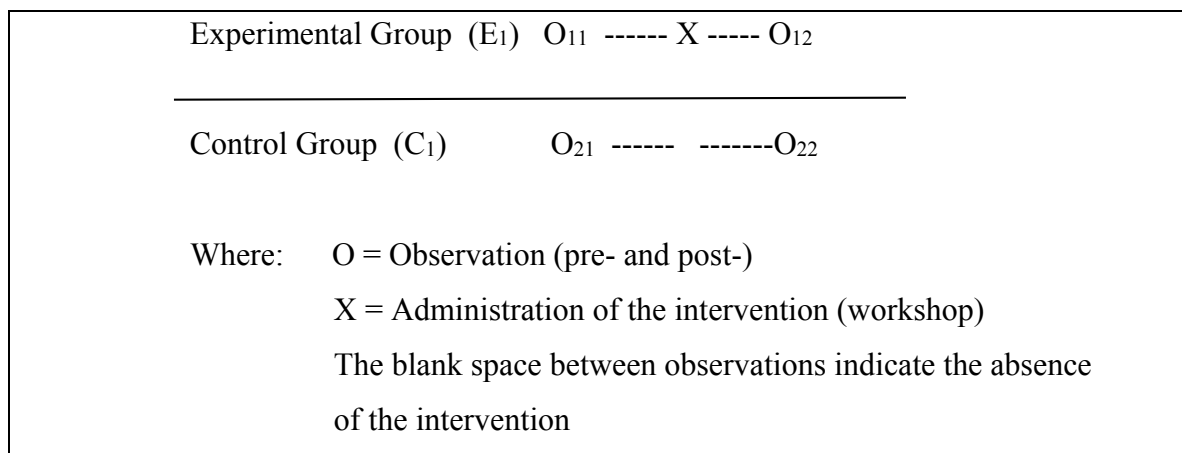 Experimental Group (E₁) O₁₁ ------ X ----- O₁₂
Control Group (C₁) O₂₁ ------ -------O₂₂
Where: O = Observation (pre- and post-)
X = Administration of the intervention (workshop)
The blank space between observations indicate the absence
of the intervention